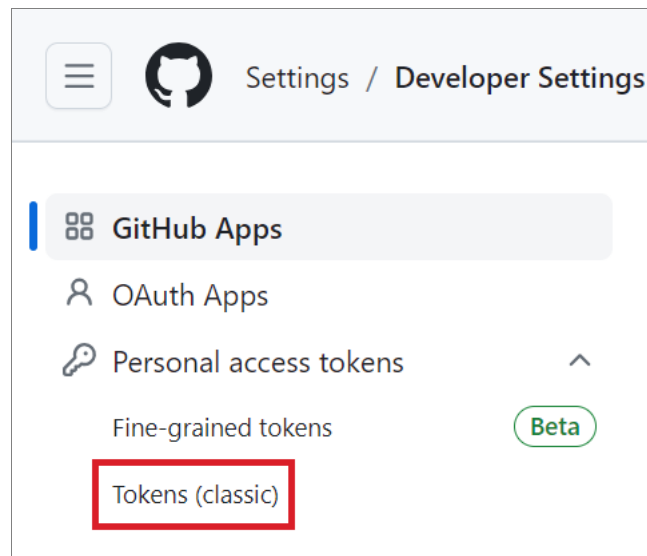 Settings / Developer Settings
GitHub Apps
OAuth Apps
Personal access tokens
Fine-grained tokens Beta
Tokens (classic)